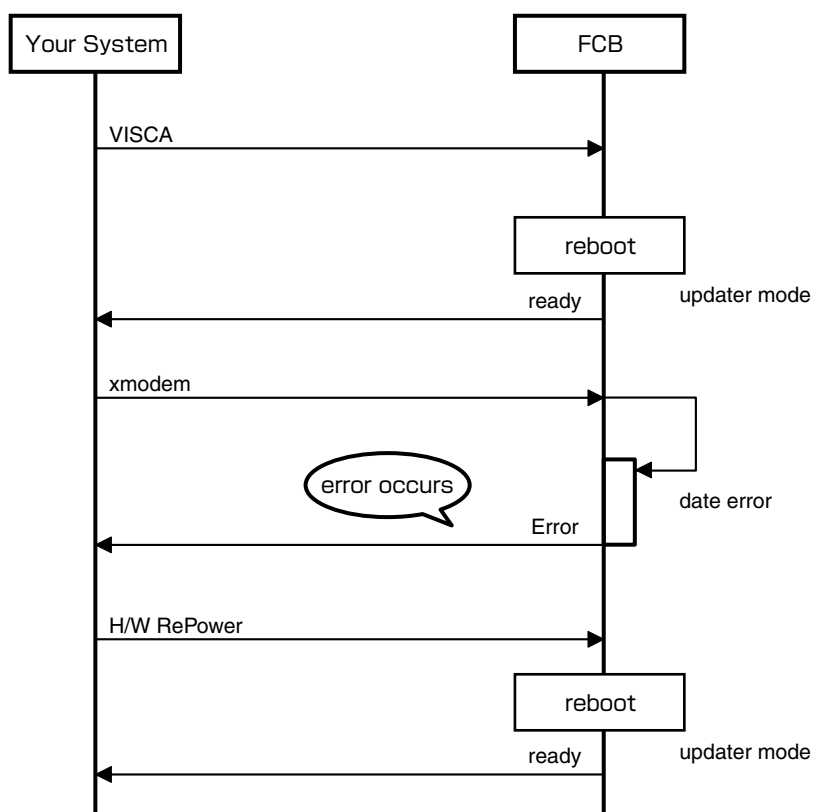 Your System
FCB
VISCA
reboot
updater mode
ready
xmodem
error occurs
date error
Error
H/W RePower
reboot
updater mode
ready